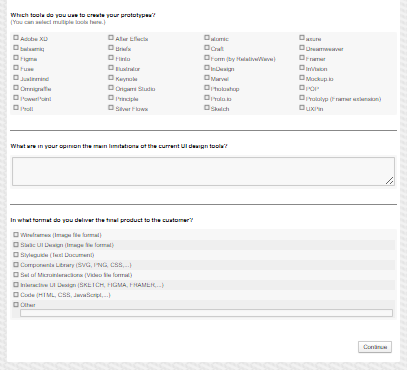 Which tools do you use to create your prototypes?
(You can select multiple tools here.)
Adobe XD After Effects atomic axure
balsamiq Briefs Craft Dreamweaver
Figma Flinto Form (by RelativeWave) Framer
Fuse Illustrator InDesign InVision
Justinmind Keynote Marvel Mockup.io
Omnigraffle Origami Studio Photoshop POP
PowerPoint Principle Proto.io Prototyp (Framer extension)
Proft Silver Flows Sketch UXPin
What are in your opinion the main limitations of the current UI design tools?
In what format do you deliver the final product to the customer?
Wireframes (Image file format)
Static UI Design (Image file format)
Styleguide (Text Document)
Components Library (SVG, PNG, CSS,...)
Set of Microinteractions (Video file format)
Interactive UI Design (SKETCH, FIGMA, FRAMER,...)
Code (HTML, CSS, JavaScript,...)
Other
Continue